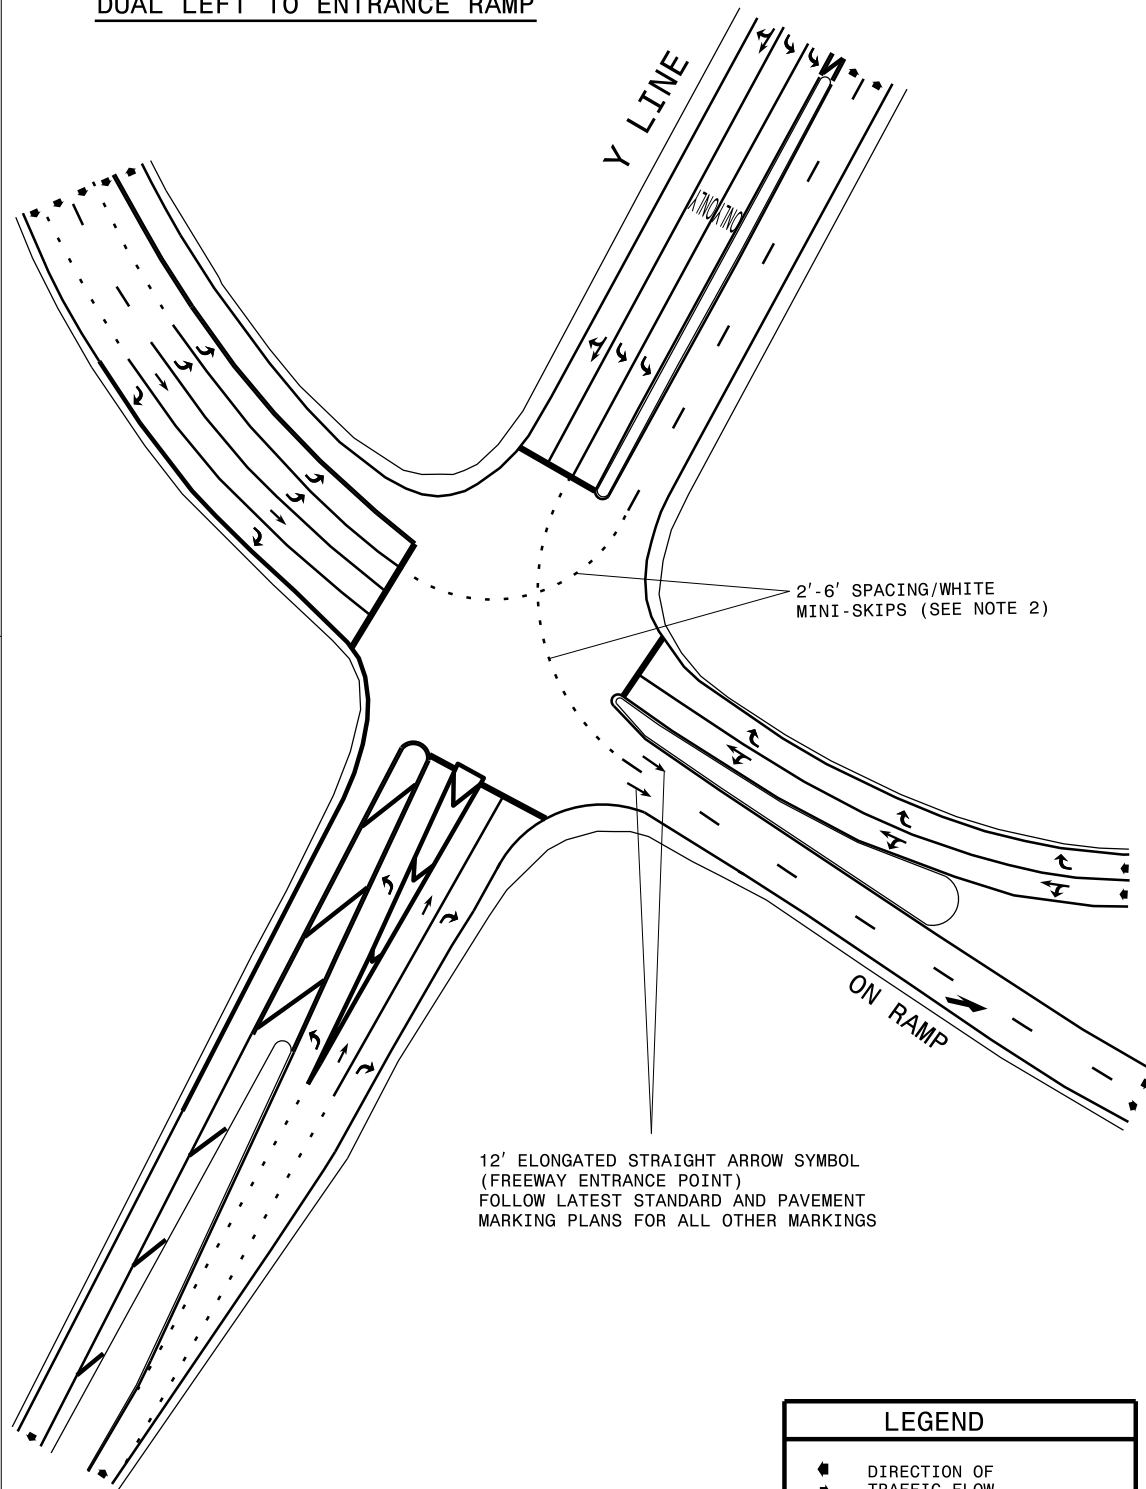 DUAL LEFT TO ENTRANCE RAMP
Y LINE
ONLY
ONLY
2'-6' SPACING/WHITE
MINI-SKIPS (SEE NOTE 2)
ON RAMP
12' ELONGATED STRAIGHT ARROW SYMBOL
(FREEWAY ENTRANCE POINT)
FOLLOW LATEST STANDARD AND PAVEMENT
MARKING PLANS FOR ALL OTHER MARKINGS
LEGEND
DIRECTION OF
TRAFFIC FLOW